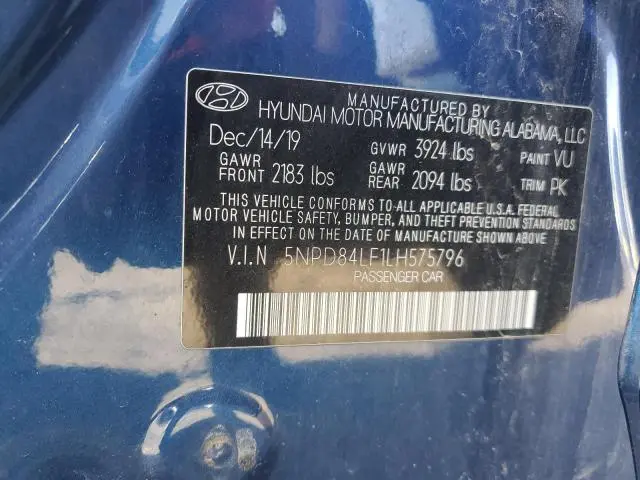 MANUFACTURED BY
HYUNDAI MOTOR MANUFACTURING ALABAMA, LLC
Dec/14/19 GVWR 3924 lbs PAINT VU
GAWR FRONT 2183 lbs GAWR REAR 2094 lbs TRIM PK
THIS VEHICLE CONFORMS TO ALL APPLICABLE U.S.A. FEDERAL
MOTOR VEHICLE SAFETY, BUMPER, AND THEFT PREVENTION STANDARDS
IN EFFECT ON THE DATE OF MANUFACTURE SHOWN ABOVE
V.I.N 5NPD84LF1LH575796
PASSENGER CAR